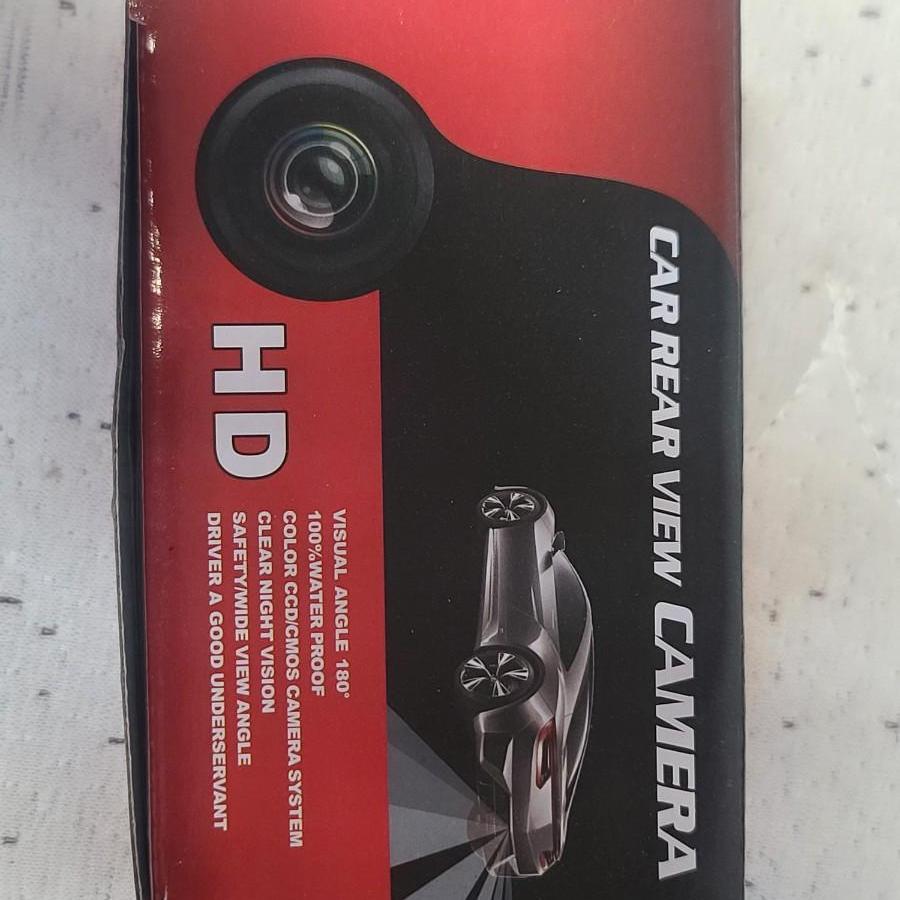 CAR REAR VIEW CAMERA
HD
VISUAL ANGLE 180°
100%WATER PROOF
COLOR CCD/CMOS CAMERA SYSTEM
CLEAR NIGHT VISION
SAFETY/WIDE VIEW ANGLE
DRIVER A GOOD UNDERSERVANT